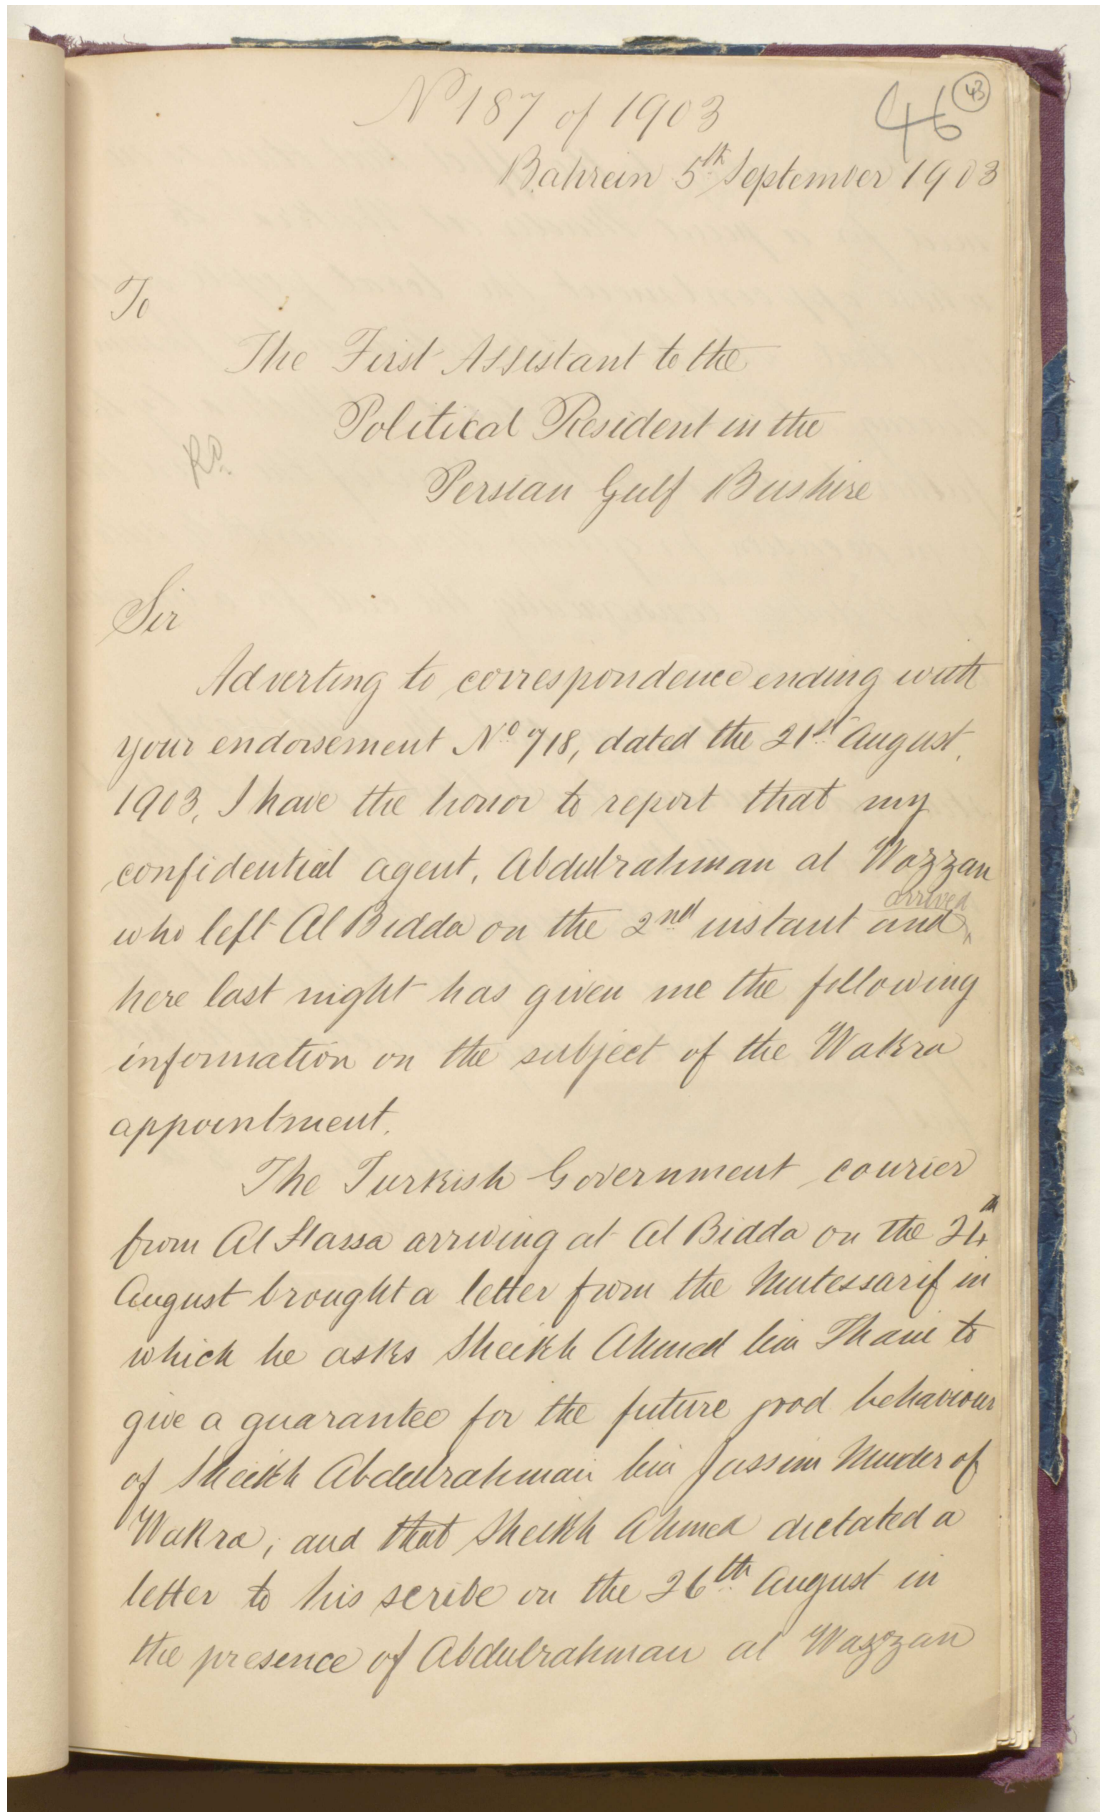 Nº 187 of 1903
46
43
Bahrein 5th September 1903
To
The First Assistant to the
Political Resident in the
Persian Gulf Bushire
Sir
Adverting to correspondence ending with
your endorsement Nº 718, dated the 21st August,
1903, I have the honor to report that my
confidential agent, Abdulrahman al Wazzan
arrived
who left Al Bidda on the 2nd instant and
here last night has given me the following
information on the subject of the Wakra
appointment.
The Turkish Government courier
from Al Hassa arriving at Al Bidda on the 24th
August brought a letter from the Mutessarif in
which he asks Sheikh Ahmed bin Thani to
give a guarantee for the future good behaviour
of Sheikh Abdulrahman bin Jassim Mudir of
Wakra, and that Sheikh Ahmed dictated a
letter to his scribe on the 26th August in
the presence of Abdulrahman al Wazzan